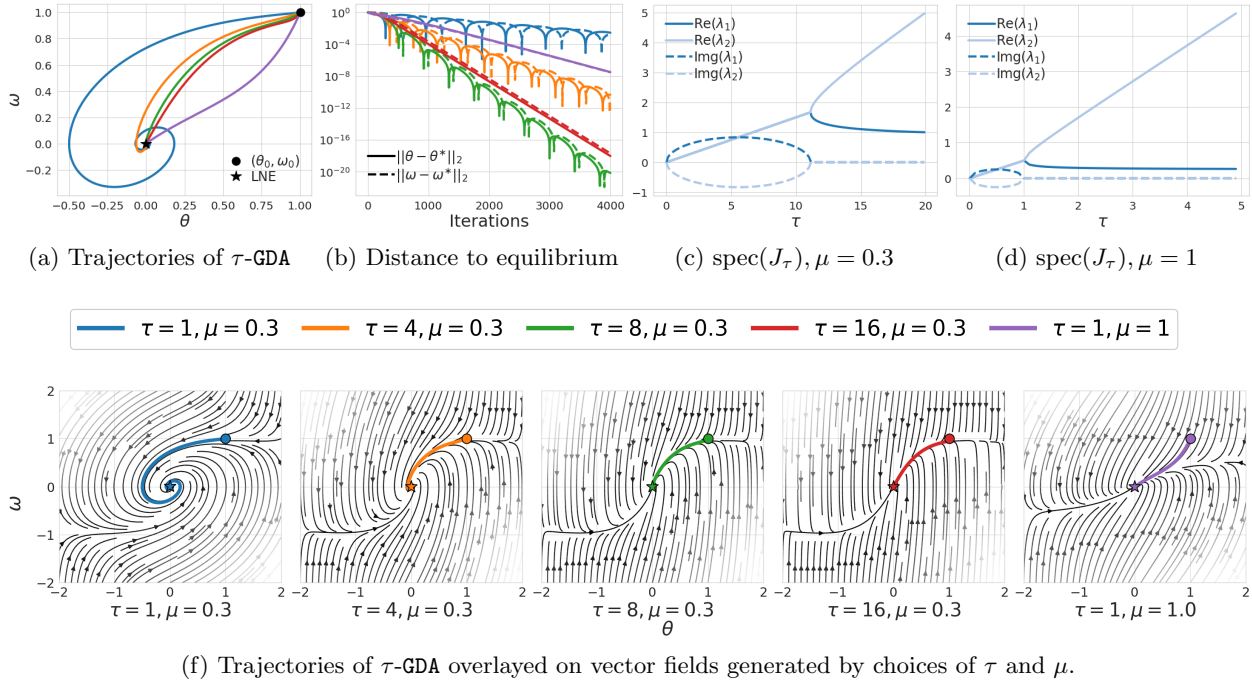 1.0
0.8
0.6
0.4
0.2
0.0
−0.2
ω
−0.50 −0.25 0.00 0.25 0.50 0.75 1.00
θ
(θ₀, ω₀)
LNE
10⁰
10⁻⁴
10⁻⁸
10⁻¹²
10⁻¹⁶
10⁻²⁰
||θ − θ*||₂
||ω − ω*||₂
0 1000 2000 3000 4000
Iterations
Re(λ₁)
Re(λ₂)
Img(λ₁)
Img(λ₂)
5
4
3
2
1
0
−1
0 5 10 15 20
τ
Re(λ₁)
Re(λ₂)
Img(λ₁)
Img(λ₂)
4
3
2
1
0
0 1 2 3 4 5
τ
(a) Trajectories of τ-GDA
(b) Distance to equilibrium
(c) spec(J_τ), μ = 0.3
(d) spec(J_τ), μ = 1
τ = 1, μ = 0.3 τ = 4, μ = 0.3 τ = 8, μ = 0.3 τ = 16, μ = 0.3 τ = 1, μ = 1
2
1
0
−1
−2
ω
−2 −1 0 1 2
−2 −1 0 1 2
−2 −1 0 1 2
−2 −1 0 1 2
−2 −1 0 1 2
τ = 1, μ = 0.3
τ = 4, μ = 0.3
τ = 8, μ = 0.3
τ = 16, μ = 0.3
τ = 1, μ = 1.0
θ
(f) Trajectories of τ-GDA overlayed on vector fields generated by choices of τ and μ.